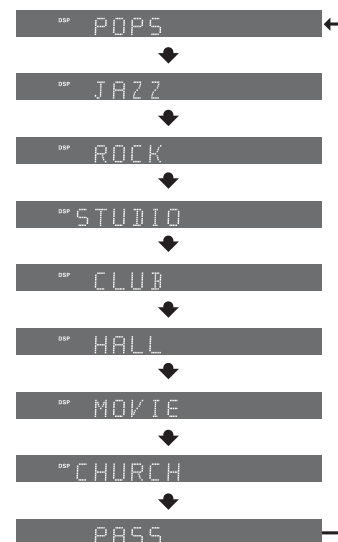 DSP POPS
DSP JAZZ
DSP ROCK
DSP STUDIO
DSP CLUB
DSP HALL
DSP MOVIE
DSP CHURCH
PASS